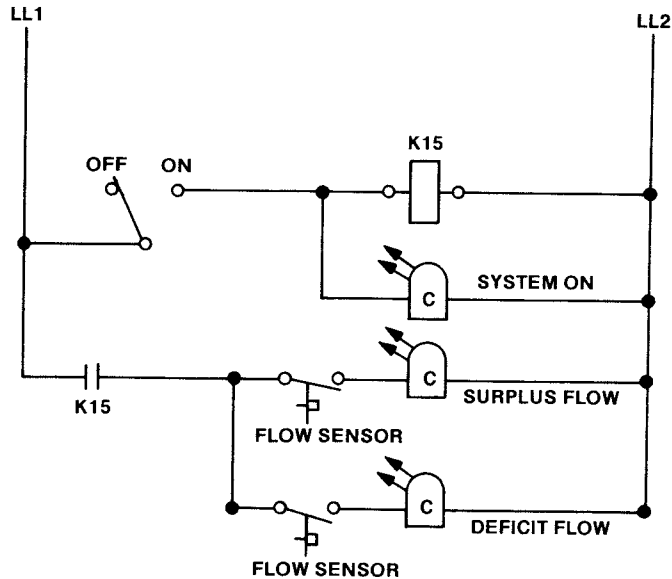 LL1
LL2
K15
OFF ON
SYSTEM ON
C
C
K15
SURPLUS FLOW
FLOW SENSOR
C
DEFICIT FLOW
FLOW SENSOR